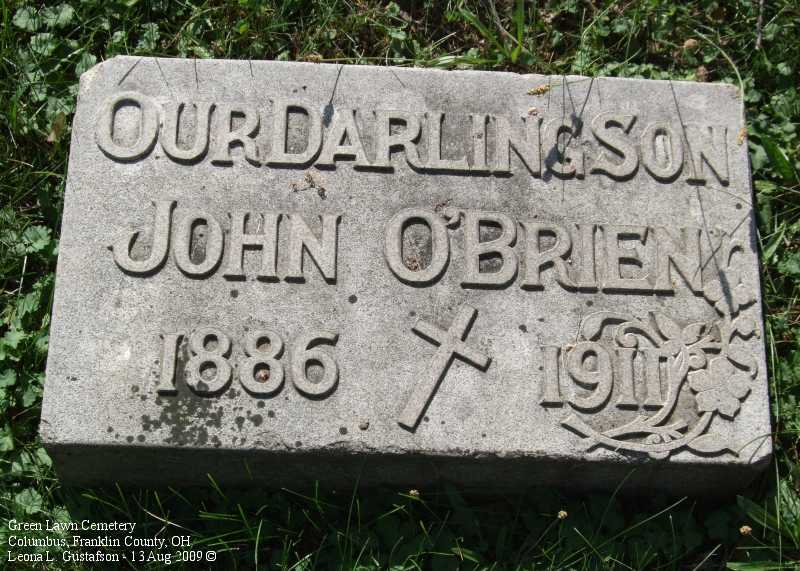 OUR DARLING SON
JOHN O'BRIEN
1886 1911
Green Lawn Cemetery
Columbus, Franklin County, OH
Leona L. Gustafson - 13 Aug 2009 ©